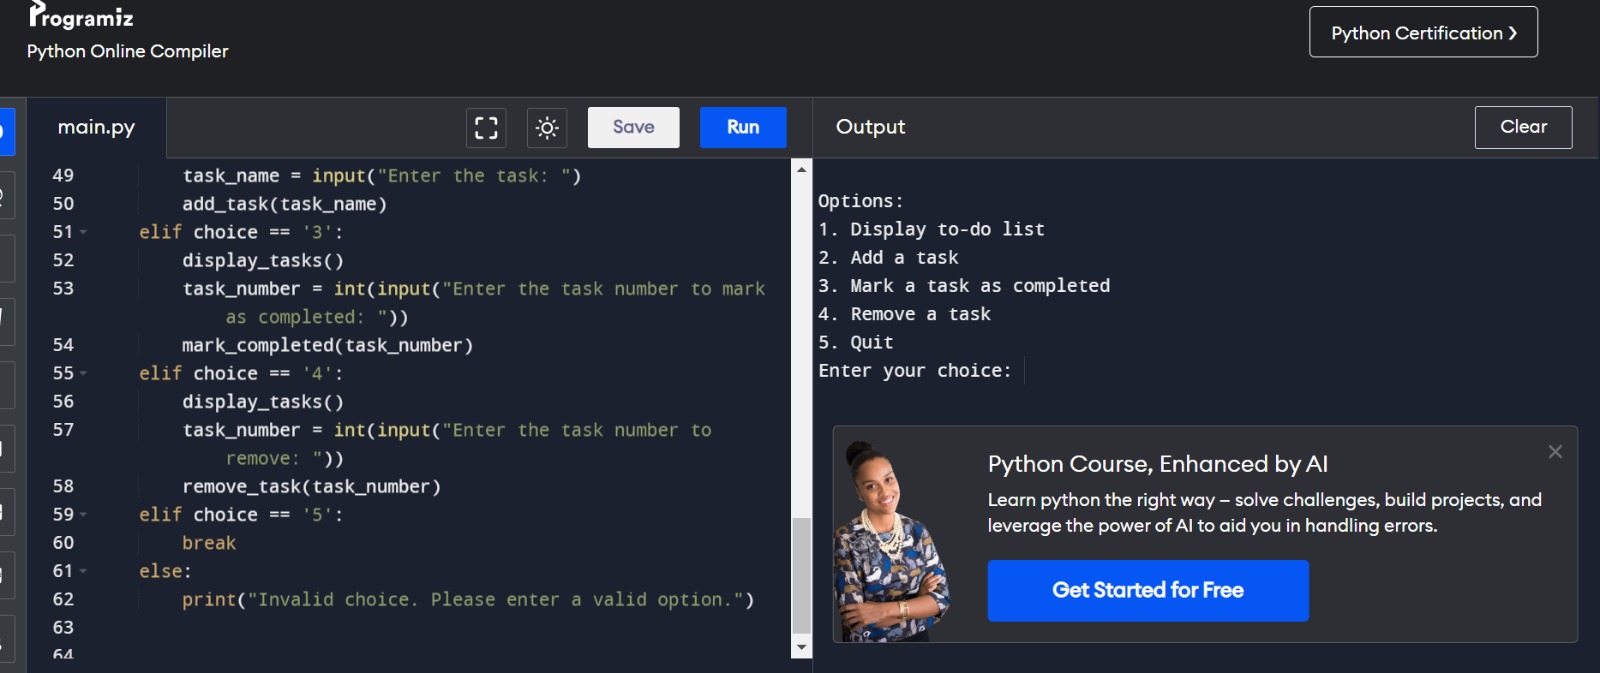 Programiz
Python Online Compiler
Python Certification ›
main.py
Save
Run
Output
Clear
49 task_name = input("Enter the task: ")
50 add_task(task_name)
51 elif choice == '3':
52 display_tasks()
53 task_number = int(input("Enter the task number to mark
as completed: "))
54 mark_completed(task_number)
55 elif choice == '4':
56 display_tasks()
57 task_number = int(input("Enter the task number to
remove: "))
58 remove_task(task_number)
59 elif choice == '5':
60 break
61 else:
62 print("Invalid choice. Please enter a valid option.")
63
64
Options:
1. Display to-do list
2. Add a task
3. Mark a task as completed
4. Remove a task
5. Quit
Enter your choice:
Python Course, Enhanced by AI
Learn python the right way – solve challenges, build projects, and
leverage the power of AI to aid you in handling errors.
Get Started for Free